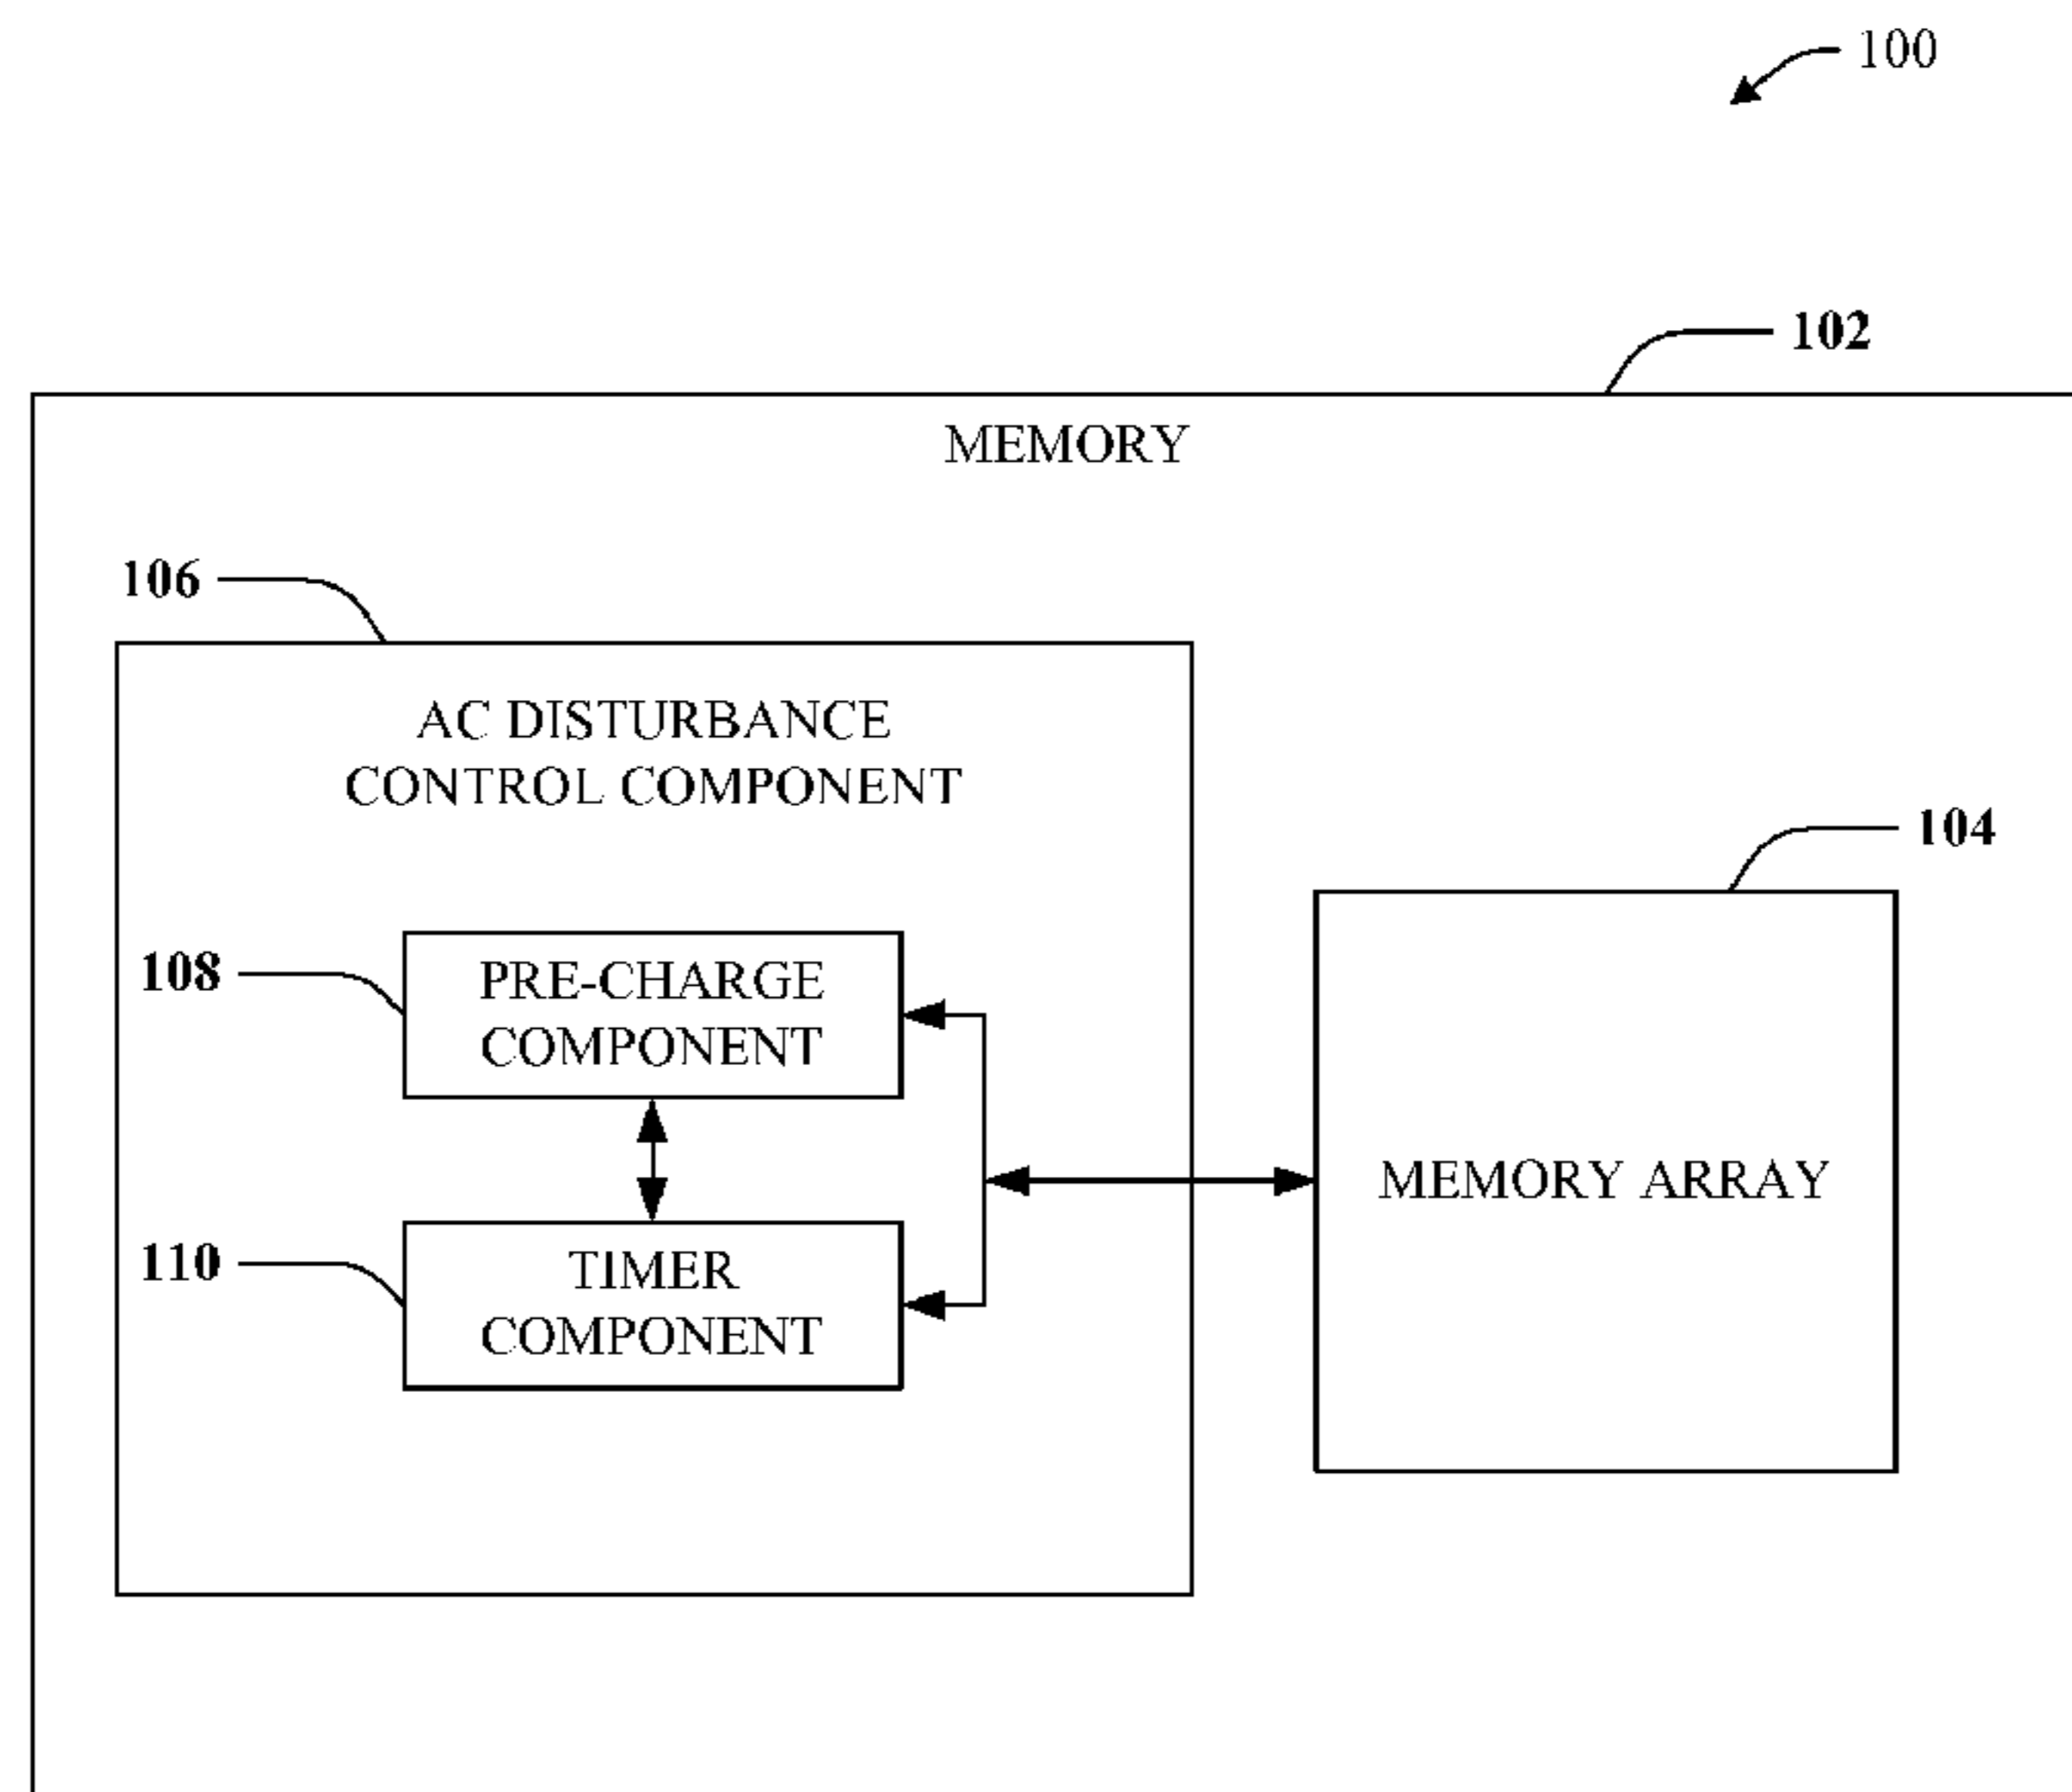 100
102
MEMORY
106
AC DISTURBANCE
CONTROL COMPONENT
104
108
PRE-CHARGE
COMPONENT
MEMORY ARRAY
110
TIMER
COMPONENT